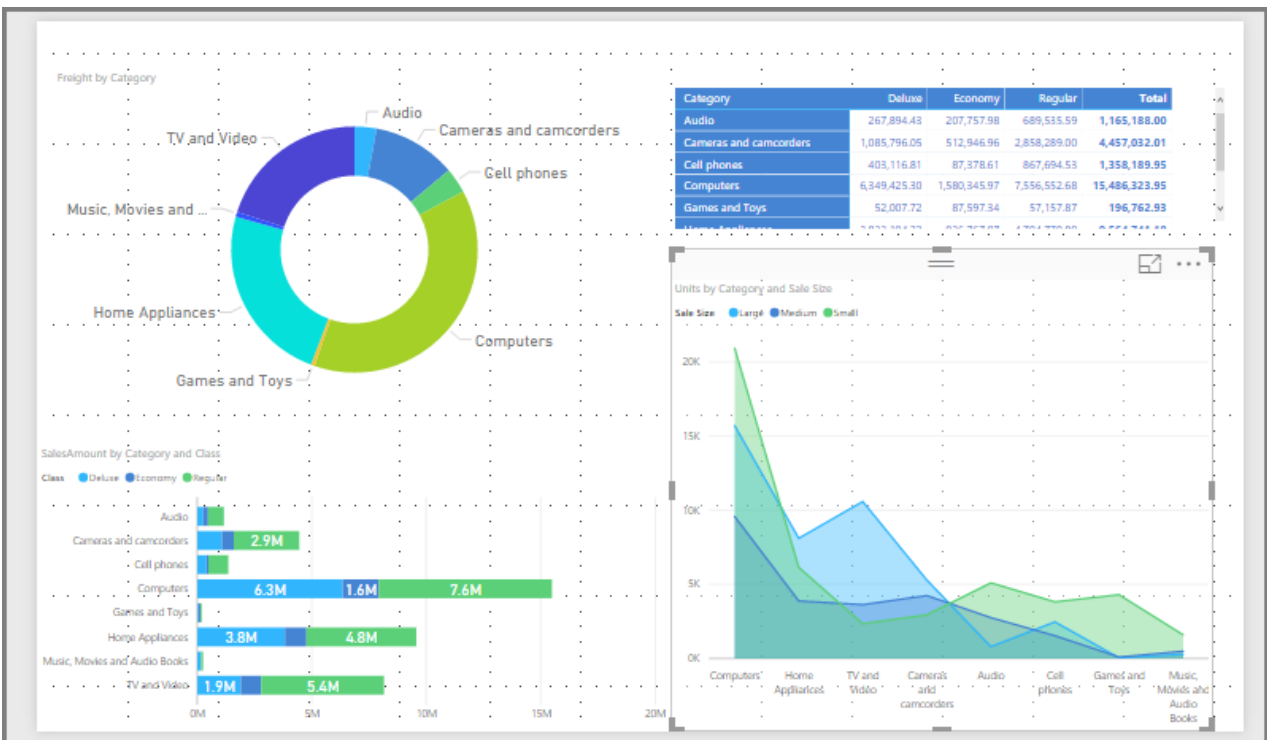 Freight by Category
Audio
TV and Video
Cameras and camcorders
Cell phones
Music, Movies and ...
Home Appliances
Computers
Games and Toys
Category Deluxe Economy Regular Total
Audio 267,894.43 207,757.98 689,535.59 1,165,188.00
Cameras and camcorders 1,085,796.05 512,946.96 2,858,289.00 4,457,032.01
Cell phones 403,116.81 87,378.61 867,694.53 1,358,189.95
Computers 6,349,425.30 1,580,345.97 7,556,552.68 15,486,323.95
Games and Toys 52,007.72 87,597.34 57,157.87 196,762.93
Home Appliances
Units by Category and Sale Size
Sale Size Large Medium Small
20K
15K
10K
5K
0K
Computers Home Appliances TV and Video Cameras and camcorders Audio Cell phones Games and Toys Music, Movies and Audio Books
SalesAmount by Category and Class
Class Deluxe Economy Regular
Audio
Cameras and camcorders 2.9M
Cell phones
Computers 6.3M 1.6M 7.6M
Games and Toys
Home Appliances 3.8M 4.8M
Music, Movies and Audio Books
TV and Video 1.9M 5.4M
0M 5M 10M 15M 20M